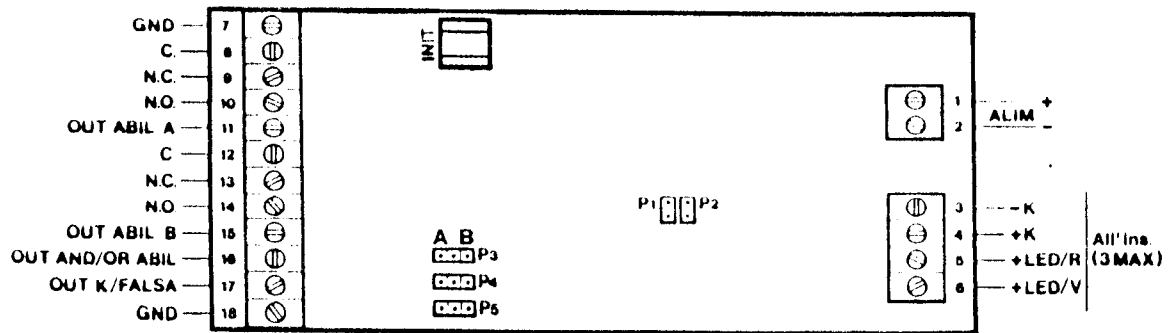 GND 7
C. 8
N.C. 9
N.O. 10
OUT ABIL A 11
C 12
N.C. 13
N.O 14
OUT ABIL B 15
OUT AND/OR ABIL 16
OUT K/FALSA 17
GND 18
INIT
P1 P2
A B
P3
P4
P5
1 +
ALIM
2 -
3 -K
4 +K
5 +LED/R
6 +LED/V
All'Ins.
(3MAX)